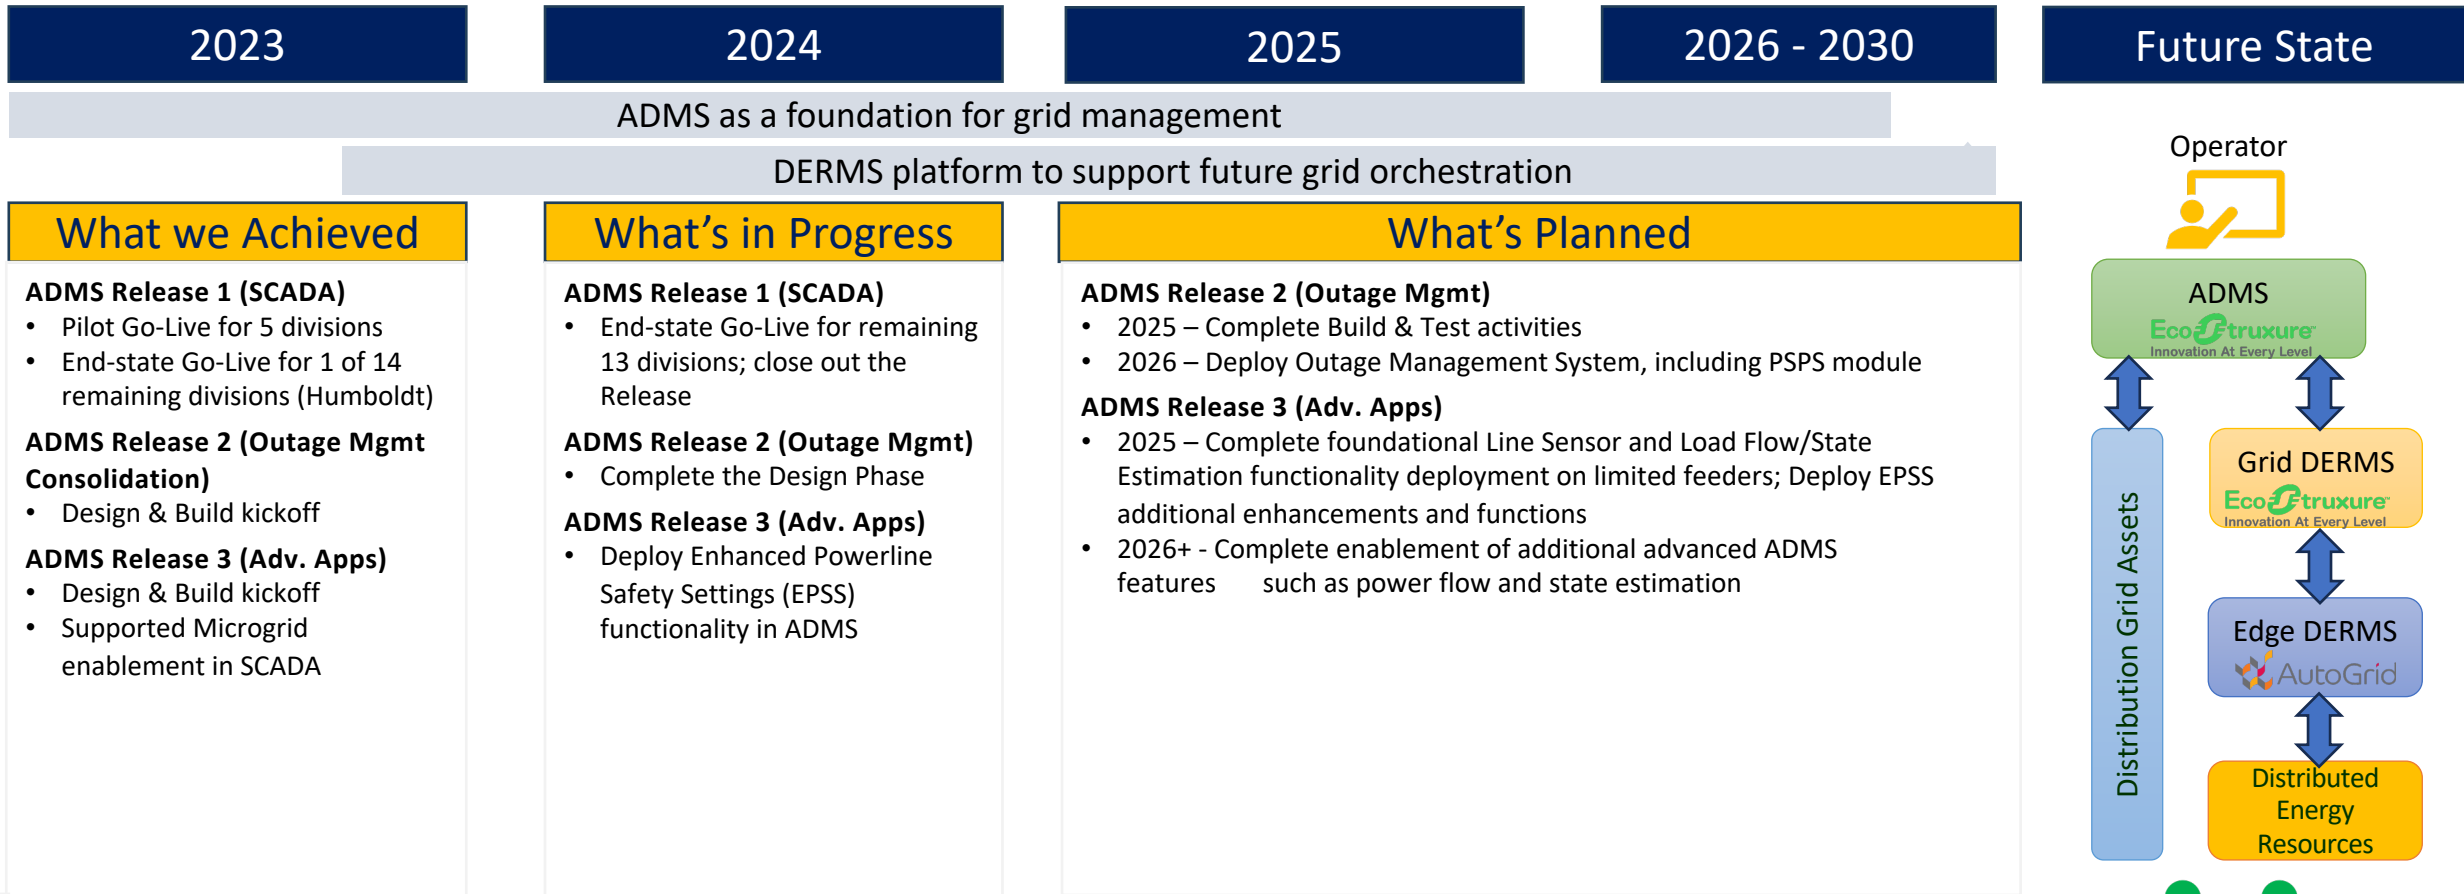 2023
2024
2025
2026 - 2030
Future State
ADMS as a foundation for grid management
DERMS platform to support future grid orchestration
What we Achieved
ADMS Release 1 (SCADA)
• Pilot Go-Live for 5 divisions
• End-state Go-Live for 1 of 14
remaining divisions (Humboldt)
ADMS Release 2 (Outage Mgmt
Consolidation)
• Design & Build kickoff
ADMS Release 3 (Adv. Apps)
• Design & Build kickoff
• Supported Microgrid
enablement in SCADA
What's in Progress
ADMS Release 1 (SCADA)
• End-state Go-Live for remaining
13 divisions; close out the
Release
ADMS Release 2 (Outage Mgmt)
• Complete the Design Phase
ADMS Release 3 (Adv. Apps)
• Deploy Enhanced Powerline
Safety Settings (EPSS)
functionality in ADMS
What's Planned
ADMS Release 2 (Outage Mgmt)
• 2025 – Complete Build & Test activities
• 2026 – Deploy Outage Management System, including PSPS module
ADMS Release 3 (Adv. Apps)
• 2025 – Complete foundational Line Sensor and Load Flow/State
Estimation functionality deployment on limited feeders; Deploy EPSS
additional enhancements and functions
• 2026+ - Complete enablement of additional advanced ADMS
features such as power flow and state estimation
Operator
ADMS
EcoStruxure™
Innovation At Every Level
Distribution Grid Assets
Grid DERMS
EcoStruxure™
Innovation At Every Level
Edge DERMS
AutoGrid
Distributed
Energy
Resources